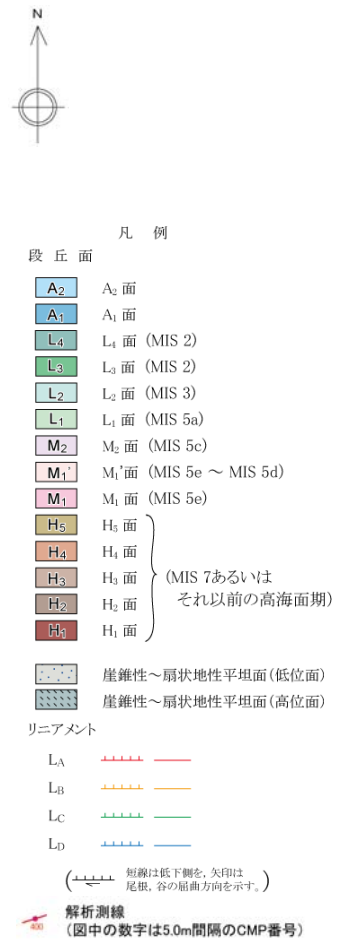 N
凡 例
段 丘 面
A₂ A₂ 面
A₁ A₁ 面
L₄ L₄ 面 (MIS 2)
L₃ L₃ 面 (MIS 2)
L₂ L₂ 面 (MIS 3)
L₁ L₁ 面 (MIS 5a)
M₂ M₂ 面 (MIS 5c)
M₁' M₁'面 (MIS 5e ～ MIS 5d)
M₁ M₁ 面 (MIS 5e)
H₅ H₅ 面
H₄ H₄ 面
H₃ H₃ 面 (MIS 7あるいは
H₂ H₂ 面 それ以前の高海面期)
H₁ H₁ 面
崖錐性～扇状地性平坦面(低位面)
崖錐性～扇状地性平坦面(高位面)
リニアメント
L_A
L_B
L_C
L_D
( 短線は低下側を, 矢印は
尾根, 谷の屈曲方向を示す。)
400 解析測線
(図中の数字は5.0m間隔のCMP番号)